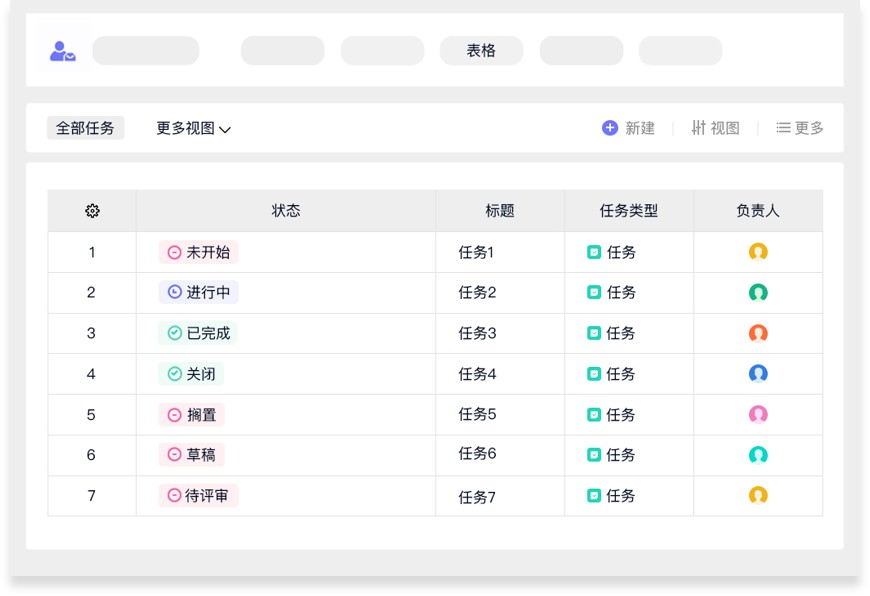 表格
全部任务 更多视图 新建 视图 更多
状态 标题 任务类型 负责人
1 未开始 任务1 任务
2 进行中 任务2 任务
3 已完成 任务3 任务
4 关闭 任务4 任务
5 搁置 任务5 任务
6 草稿 任务6 任务
7 待评审 任务7 任务